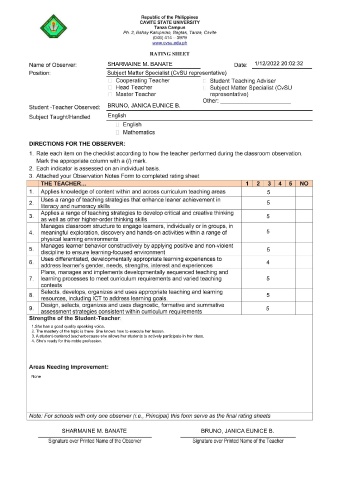 Republic of the Philippines
CAVITE STATE UNIVERSITY
Tanza Campus
Ph. 2, Bahay Katuparan, Bagtas, Tanza, Cavite
(046) 414 - 3979
www.cvsu.edu.ph
RATING SHEET
Name of Observer: SHARMAINE M. BANATE Date: 1/12/2022 20:02:32
Position: Subject Matter Specialist (CvSU representative)
Cooperating Teacher Student Teaching Adviser
Head Teacher Subject Matter Specialist (CvSU
Master Teacher representative)
Other:
Student -Teacher Observed: BRUNO, JANICA EUNICE B.
Subject Taught/Handled English
English
Mathematics
DIRECTIONS FOR THE OBSERVER:
1. Rate each item on the checklist according to how the teacher performed during the classroom observation.
Mark the appropriate column with a (/) mark.
2. Each indicator is assessed on an individual basis.
3. Attached your Observer Notes Form to completed rating sheet
THE TEACHER… 1 2 3 4 5 NO
1. Applies knowledge of content within and across curriculum teaching areas 5
2. Uses a range of teaching strategies that enhance leaner achievement in
literacy and numeracy skills 5
3. Applies a range of teaching strategies to develop critical and creative thinking
as well as other higher-order thinking skills 5
4. Manages classroom structure to engage learners, individually or in groups, in
meaningful exploration, discovery and hands-on activities within a range of
physical learning environments 5
5. Manages learner behavior constructively by applying positive and non-violent
discipline to ensure learning-focused environment 5
6. Uses differentiated, developmentally appropriate learning experiences to
address learner's gender, needs, strengths, interest and experiences 4
7. Plans, manages and implements developmentally sequenced teaching and
learning processes to meet curriculum requirements and varied teaching
contexts 5
8. Selects, develops, organizes and uses appropriate teaching and learning
resources, including ICT to address learning goals 5
9. Design, selects, organizes and uses diagnostic, formative and summative
assessment strategies consistent within curriculum requirements 5
Strengths of the Student-Teacher:
1.She has a good quality speaking voice.
2. The mastery of the topic is there. She knows how to execute her lesson.
3. A student-centered teacher because she allows her students to actively participate in her class.
4. She's ready for this noble profession.
Areas Needing Improvement:
None
Note: For schools with only one observer (i.e., Principal) this form serve as the final rating sheets
SHARMAINE M. BANATE BRUNO, JANICA EUNICE B.
Signature over Printed Name of the Observer Signature over Printed Name of the Teacher